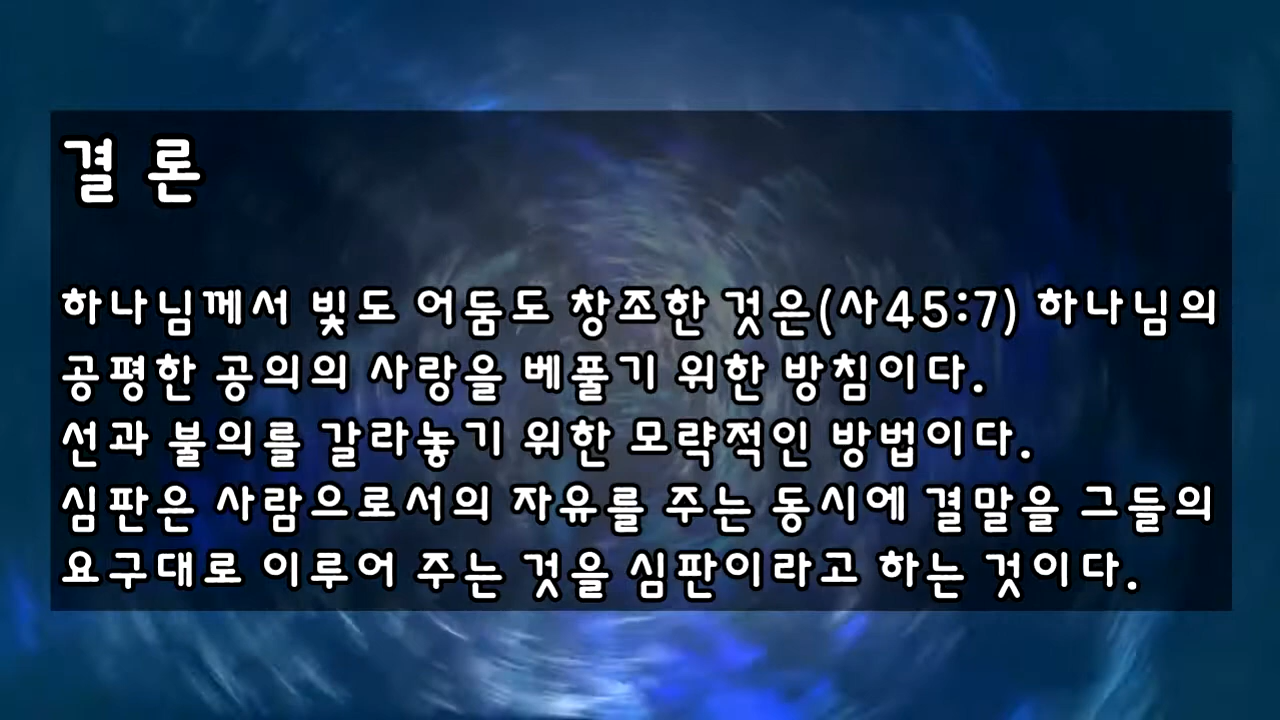 결 론
하나님께서 빛도 어둠도 창조한 것은(사45:7) 하나님의
공평한 공의의 사랑을 베풀기 위한 방침이다.
선과 불의를 갈라놓기 위한 모략적인 방법이다.
심판은 사람으로서의 자유를 주는 동시에 결말을 그들의
요구대로 이루어 주는 것을 심판이라고 하는 것이다.